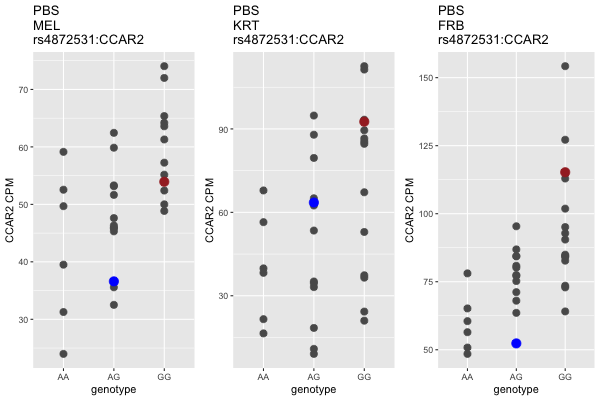 PBS
MEL
rs4872531:CCAR2
70
60
50
40
30
CCAR2 CPM
AA
AG
GG
genotype
PBS
KRT
rs4872531:CCAR2
90
60
30
CCAR2 CPM
AA
AG
GG
genotype
PBS
FRB
rs4872531:CCAR2
150
125
100
75
50
CCAR2 CPM
AA
AG
GG
genotype